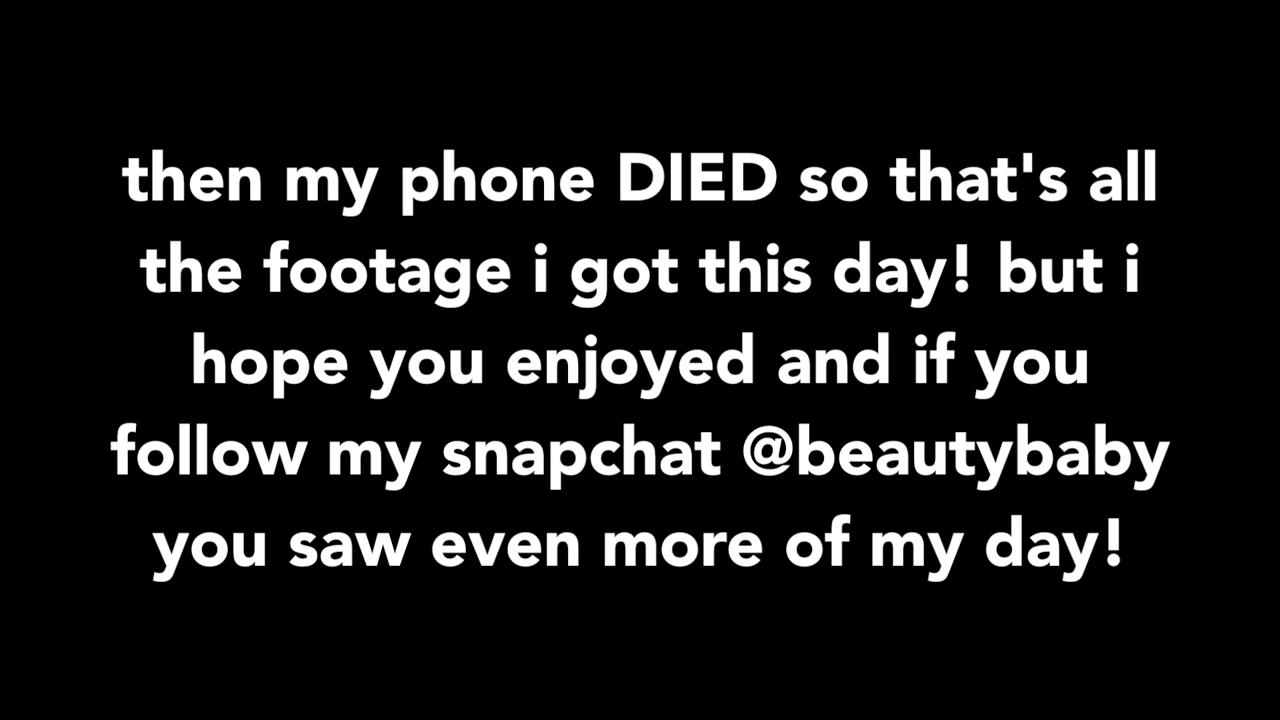 then my phone DIED so that's all
the footage i got this day! but i
hope you enjoyed and if you
follow my snapchat @beautybaby
you saw even more of my day!